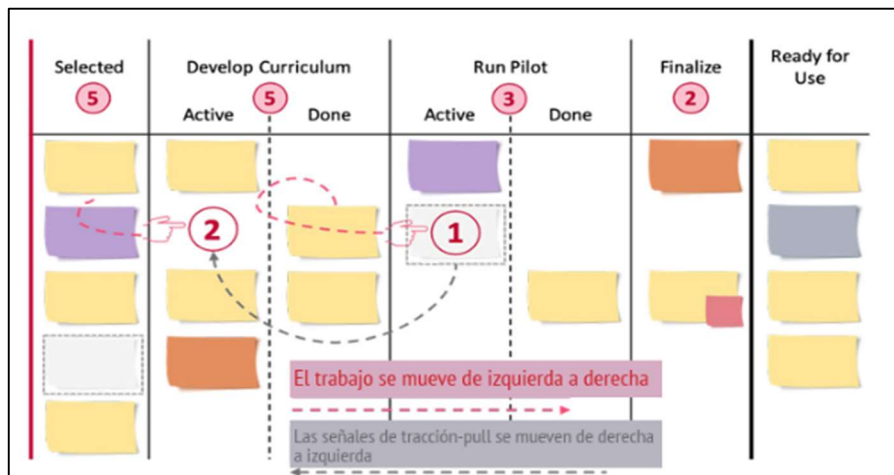 Selected
5
Develop Curriculum
5
Active
Done
Run Pilot
3
Active
Done
Finalize
2
Ready for
Use
2
1
El trabajo se mueve de izquierda a derecha
Las señales de tracción-pull se mueven de derecha
a izquierda